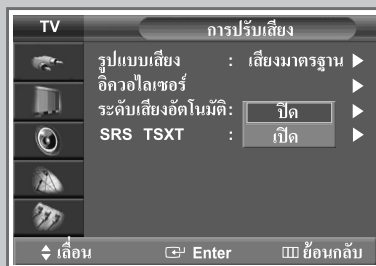 TV
การปรับเสียง
รูปแบบเสียง : เสียงมาตรฐาน
อีควอไลเซอร์
ระดับเสียงอัตโนมัติ: ปิด
SRS TSXT : เปิด
เลื่อน Enter ย้อนกลับ